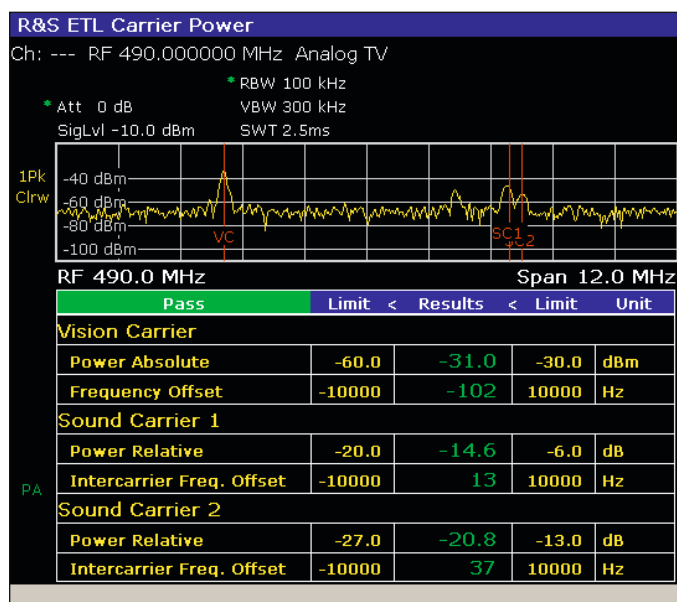 R&S ETL Carrier Power
Ch: --- RF 490.000000 MHz Analog TV
* RBW 100 kHz
* Att 0 dB VBW 300 kHz
SigLvl -10.0 dBm SWT 2.5ms
1Pk
Clrw
-40 dBm
-60 dBm
-80 dBm
-100 dBm
VC
SC1
SC2
RF 490.0 MHz Span 12.0 MHz
Pass Limit < Results < Limit Unit
Vision Carrier
Power Absolute -60.0 -31.0 -30.0 dBm
Frequency Offset -10000 -102 10000 Hz
Sound Carrier 1
Power Relative -20.0 -14.6 -6.0 dB
Intercarrier Freq. Offset -10000 13 10000 Hz
PA
Sound Carrier 2
Power Relative -27.0 -20.8 -13.0 dB
Intercarrier Freq. Offset -10000 37 10000 Hz